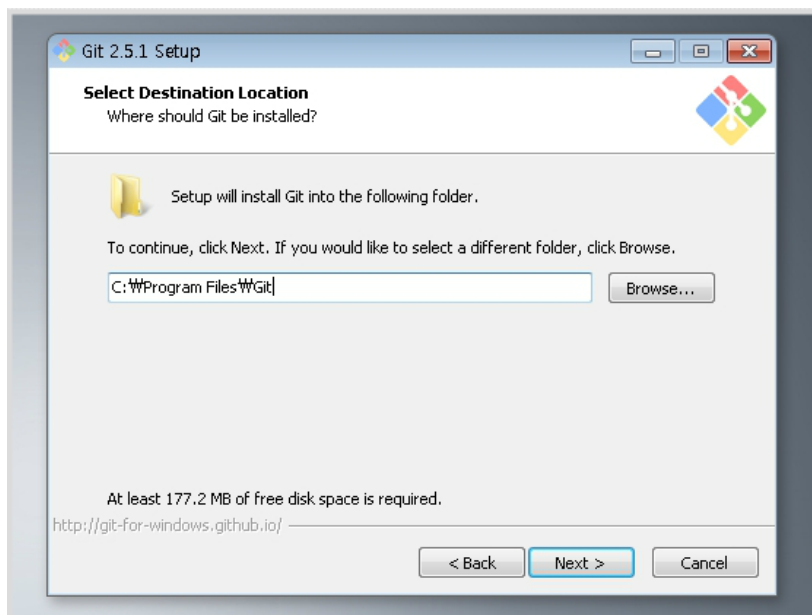 Git 2.5.1 Setup
Select Destination Location
Where should Git be installed?
Setup will install Git into the following folder.
To continue, click Next. If you would like to select a different folder, click Browse.
C:₩Program Files₩Git
Browse...
At least 177.2 MB of free disk space is required.
http://git-for-windows.github.io/
< Back
Next >
Cancel